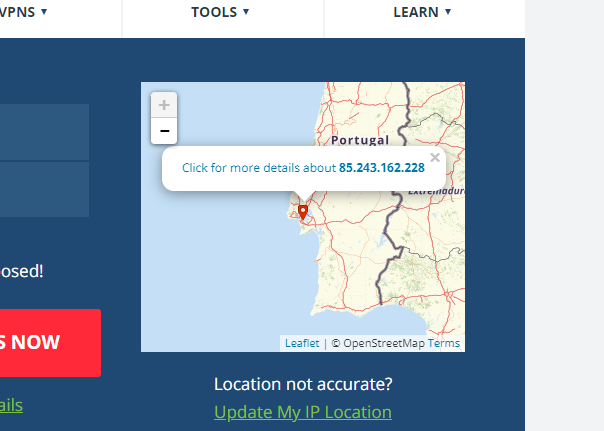 VPNS ▼
TOOLS ▼
LEARN ▼
+
−
Portugal
Click for more details about 85.243.162.228
×
Extremadura
Leaflet | © OpenStreetMap Terms
osed!
S NOW
ails
Location not accurate?
Update My IP Location